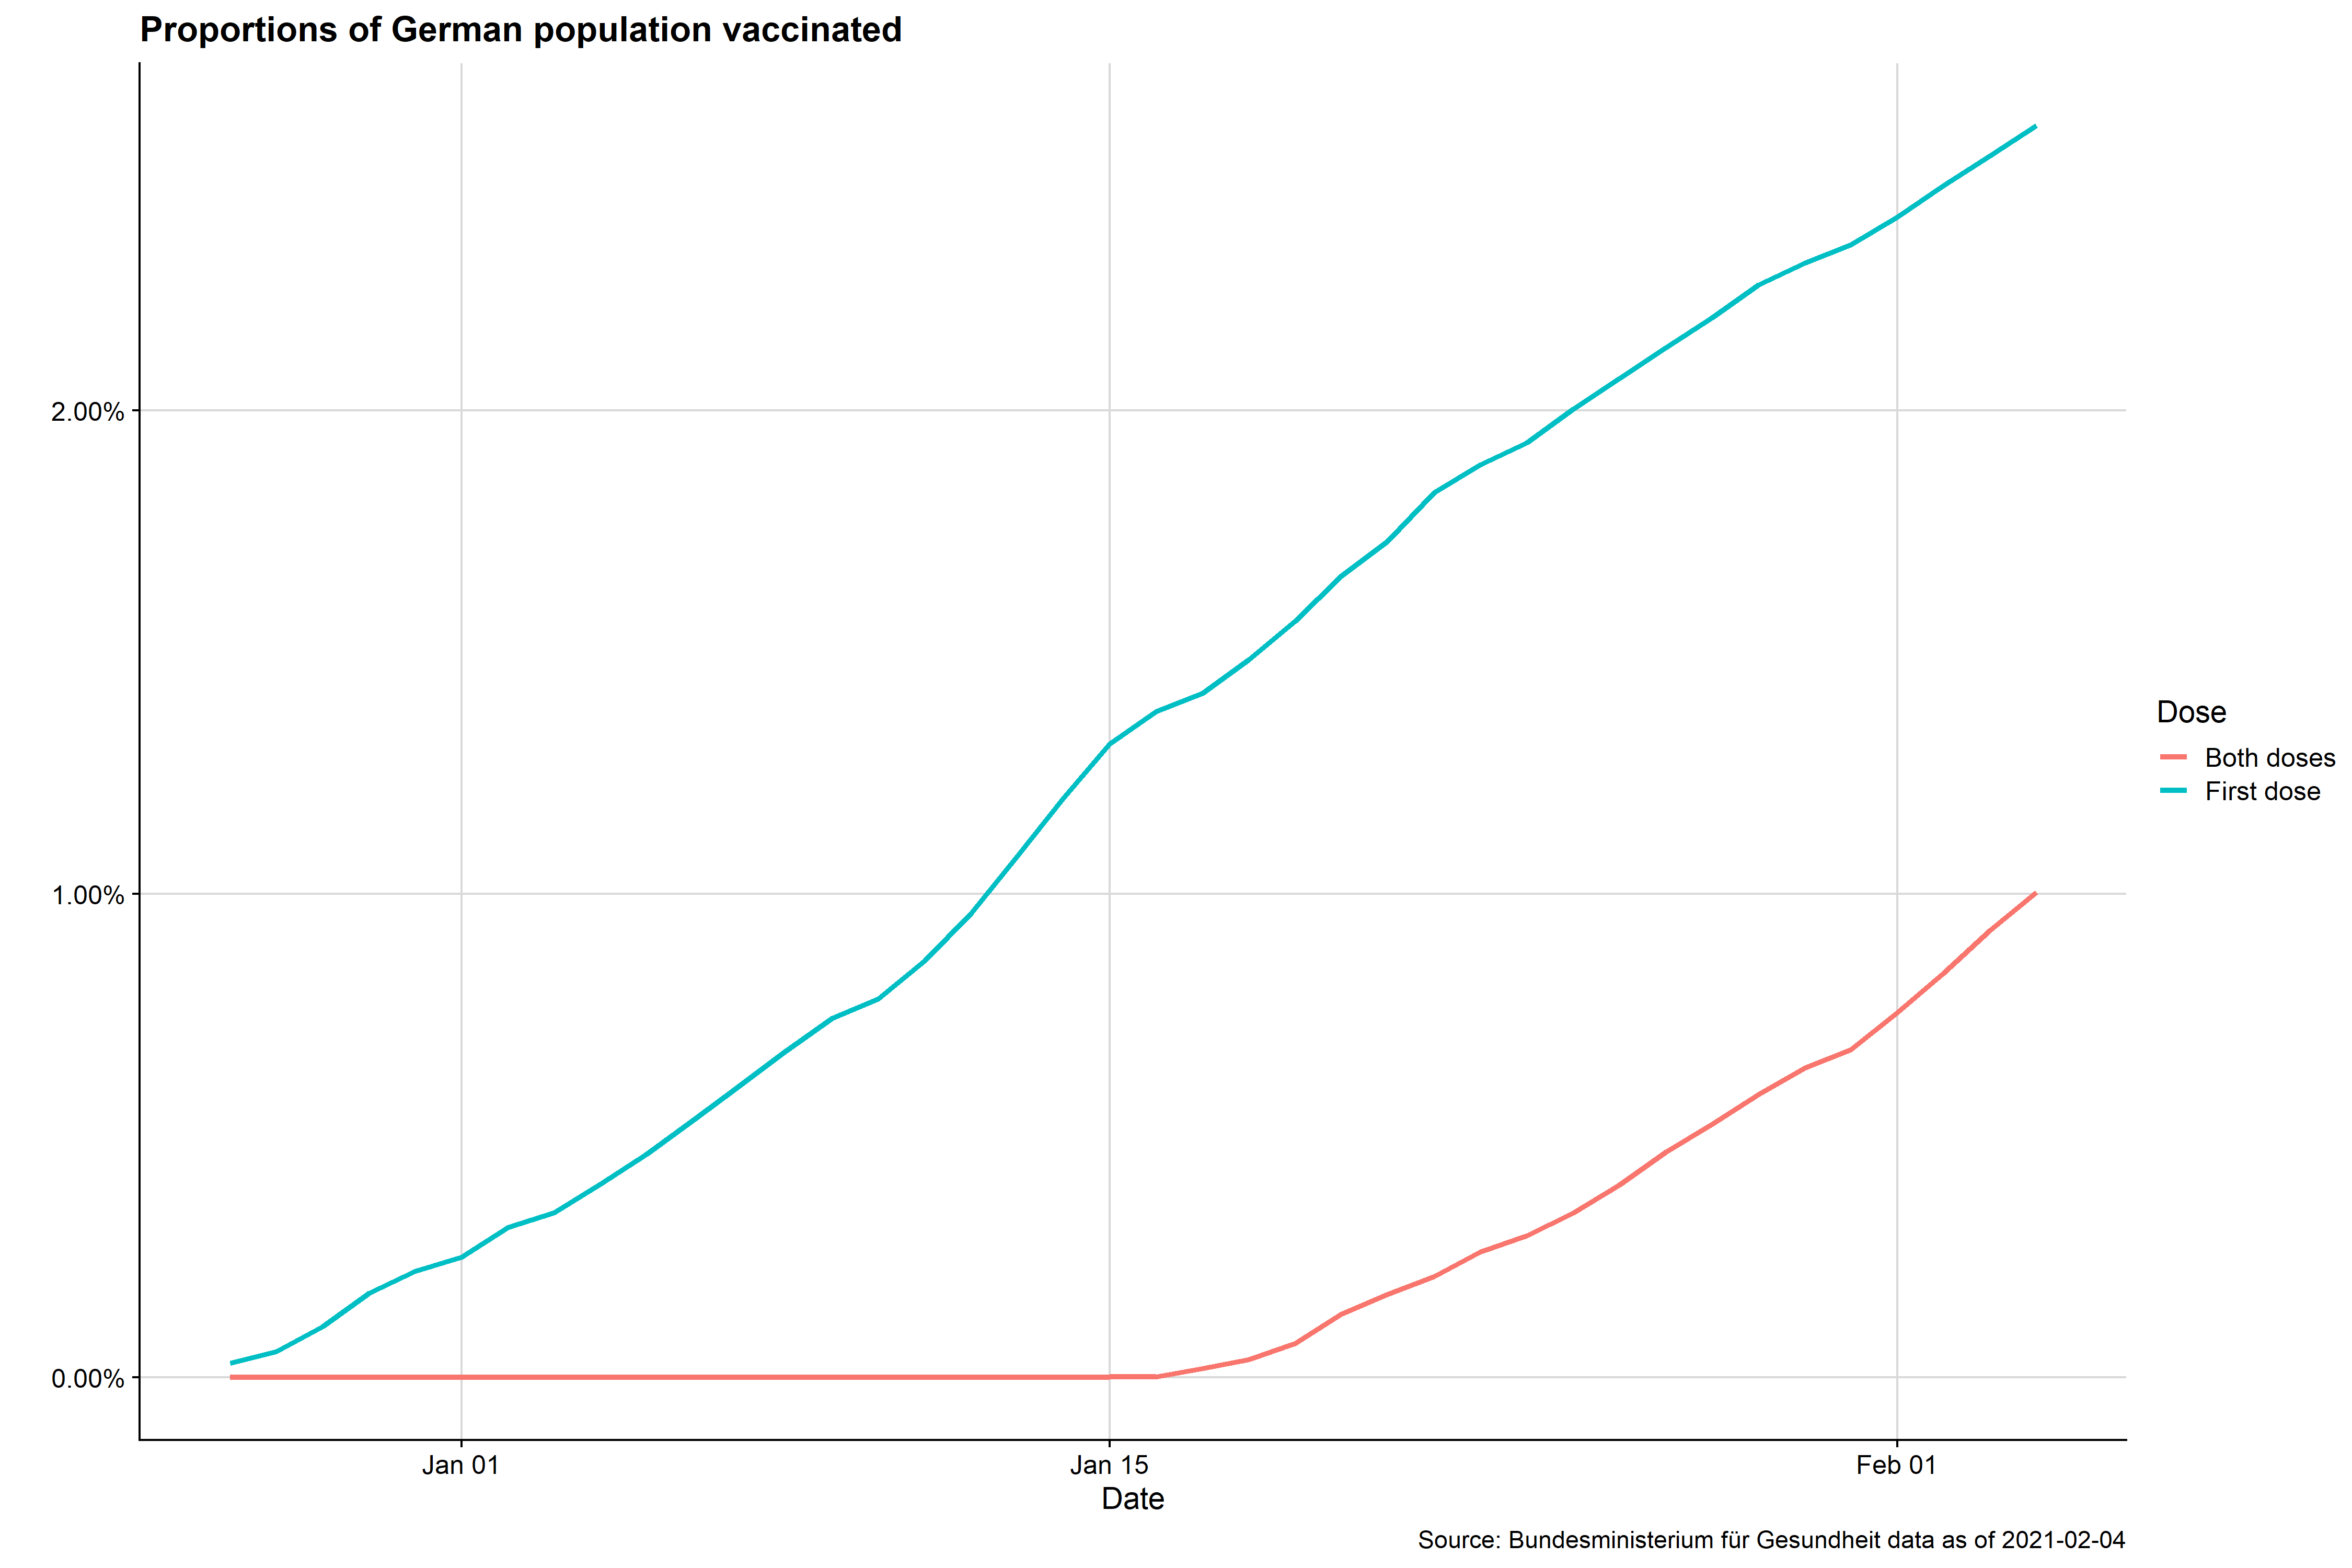 Proportions of German population vaccinated
2.00%
1.00%
0.00%
Jan 01
Jan 15
Feb 01
Date
Dose
Both doses
First dose
Source: Bundesministerium für Gesundheit data as of 2021-02-04